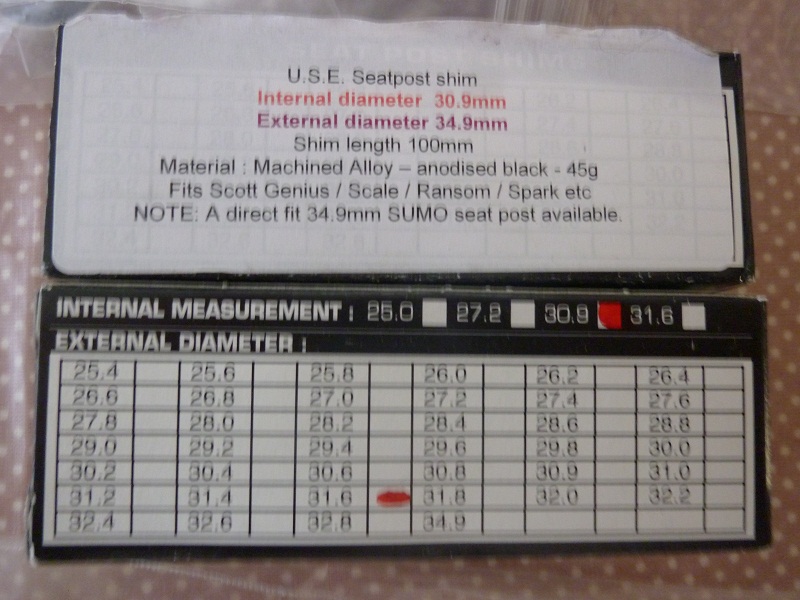 U.S.E. Seatpost shim
Internal diameter 30.9mm
External diameter 34.9mm
Shim length 100mm
Material : Machined Alloy – anodised black - 45g
Fits Scott Genius / Scale / Ransom / Spark etc
NOTE: A direct fit 34.9mm SUMO seat post available.
INTERNAL MEASUREMENT : 25.0 27.2 30.9 31.6
EXTERNAL DIAMETER :
25.4 25.6 25.8 26.0 26.2 26.4
26.6 26.8 27.0 27.2 27.4 27.6
27.8 28.0 28.2 28.4 28.6 28.8
29.0 29.2 29.4 29.6 29.8 30.0
30.2 30.4 30.6 30.8 30.9 31.0
31.2 31.4 31.6 31.8 32.0 32.2
32.4 32.6 32.8 34.9